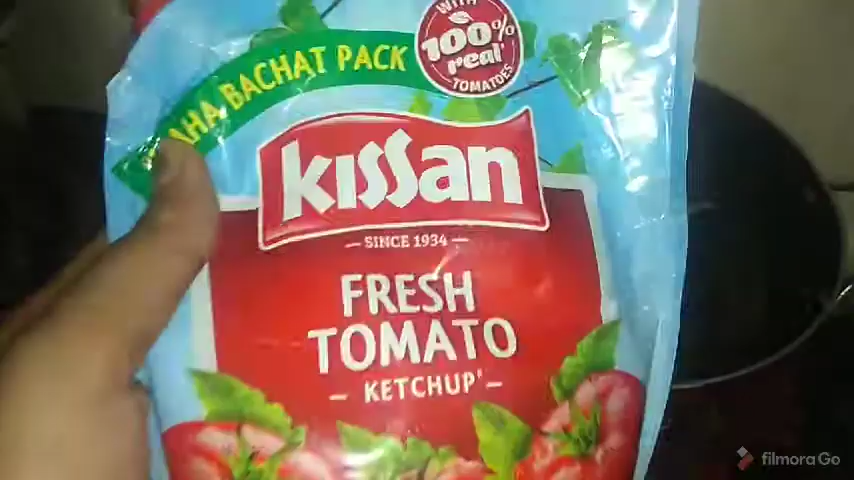 WITH
100%
real
TOMATOES
BACHAT PACK
kissan
— SINCE 1934 —
FRESH
TOMATO
— KETCHUP* —
filmora Go